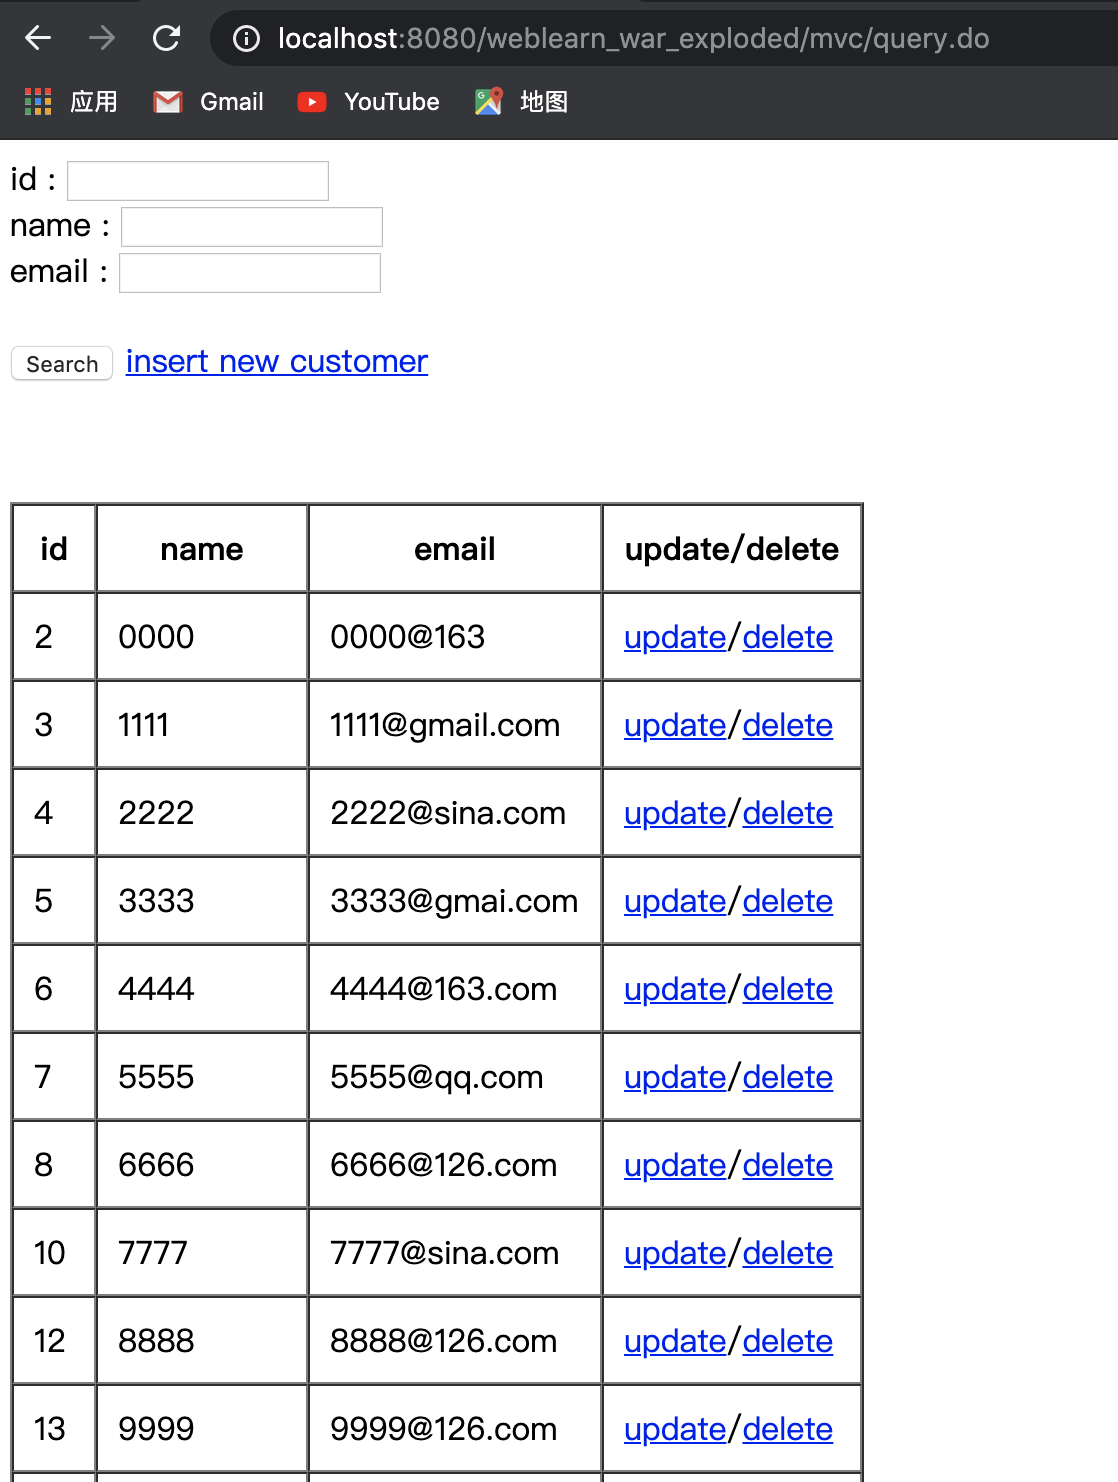 localhost:8080/weblearn_war_exploded/mvc/query.do
应用 Gmail YouTube 地图
id :
name :
email :
Search insert new customer
id name email update/delete
2 0000 0000@163 update/delete
3 1111 1111@gmail.com update/delete
4 2222 2222@sina.com update/delete
5 3333 3333@gmai.com update/delete
6 4444 4444@163.com update/delete
7 5555 5555@qq.com update/delete
8 6666 6666@126.com update/delete
10 7777 7777@sina.com update/delete
12 8888 8888@126.com update/delete
13 9999 9999@126.com update/delete